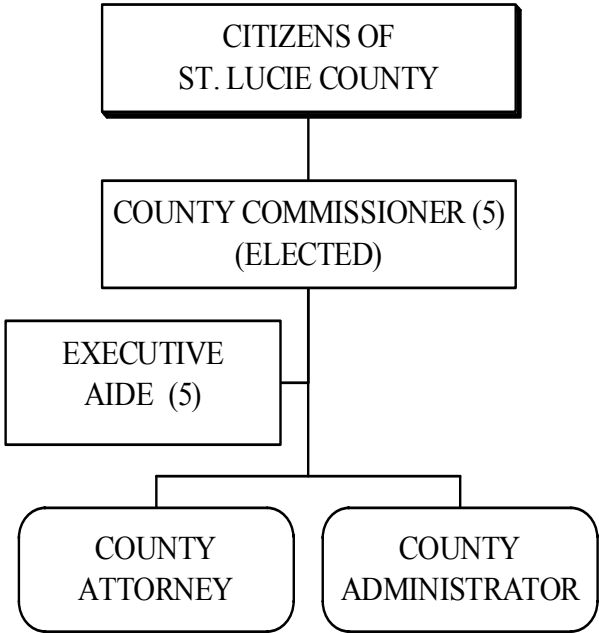 CITIZENS OF
ST. LUCIE COUNTY
COUNTY COMMISSIONER (5)
(ELECTED)
EXECUTIVE
AIDE (5)
COUNTY
ATTORNEY
COUNTY
ADMINISTRATOR